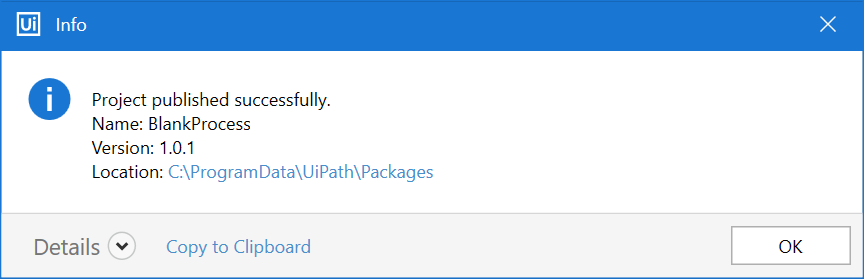 Ui Info
Project published successfully.
Name: BlankProcess
Version: 1.0.1
Location: C:\ProgramData\UiPath\Packages
Details Copy to Clipboard OK